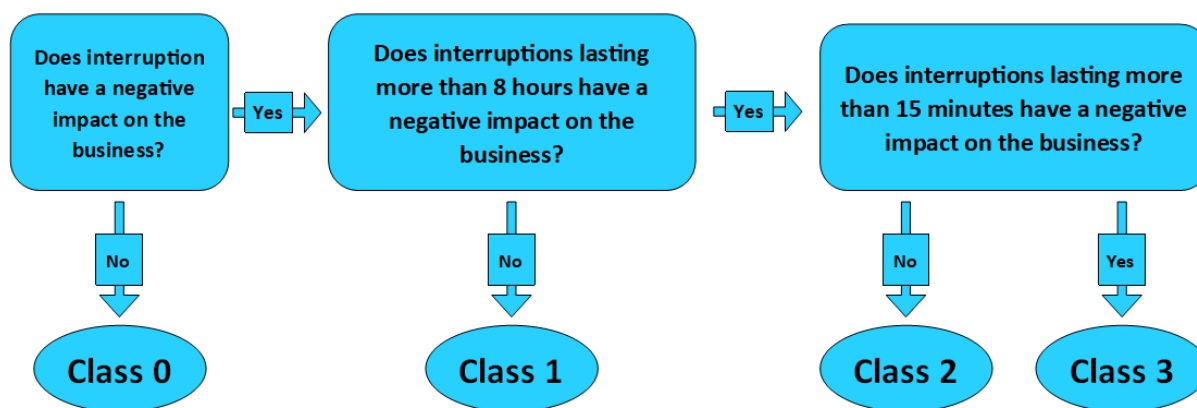 Does interruption
have a negative
impact on the
business?
Yes
Does interruptions lasting
more than 8 hours have a
negative impact on the
business?
Yes
Does interruptions lasting more
than 15 minutes have a negative
impact on the business?
No
No
No
Yes
Class 0
Class 1
Class 2
Class 3